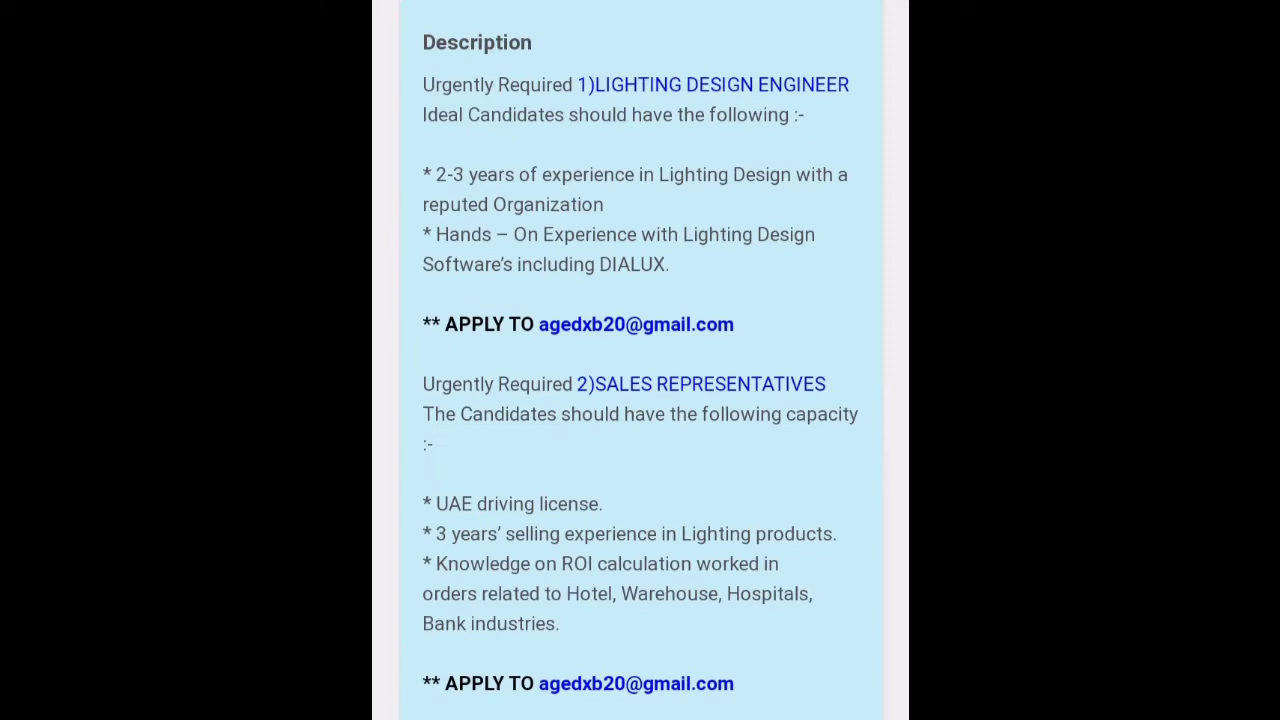 Description
Urgently Required 1)LIGHTING DESIGN ENGINEER
Ideal Candidates should have the following :-
* 2-3 years of experience in Lighting Design with a
reputed Organization
* Hands – On Experience with Lighting Design
Software’s including DIALUX.
** APPLY TO agedxb20@gmail.com
Urgently Required 2)SALES REPRESENTATIVES
The Candidates should have the following capacity
:-
* UAE driving license.
* 3 years’ selling experience in Lighting products.
* Knowledge on ROI calculation worked in
orders related to Hotel, Warehouse, Hospitals,
Bank industries.
** APPLY TO agedxb20@gmail.com